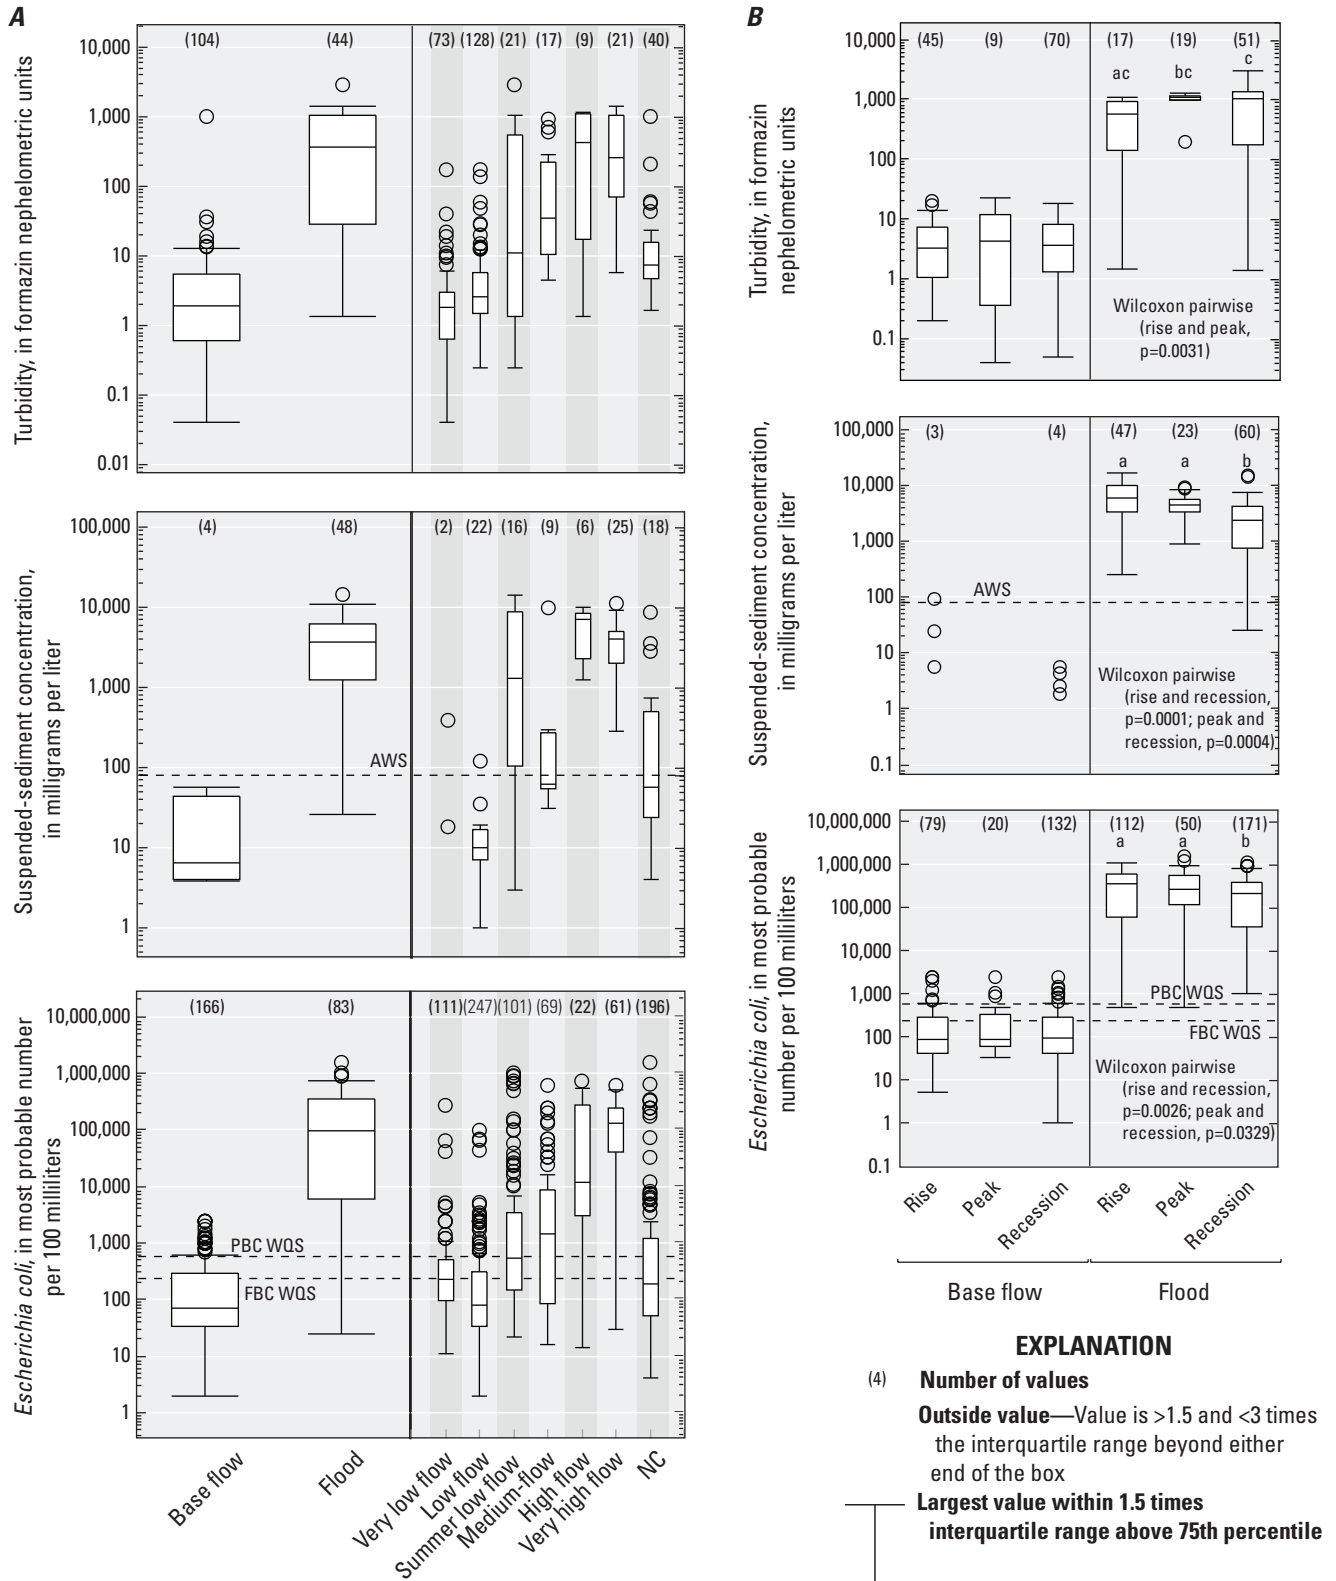 A
Turbidity, in formazin nephelometric units
10,000
1,000
100
10
1
0.1
0.01
(104)
(44)
(73)
(128)
(21)
(17)
(9)
(21)
(40)
Suspended-sediment concentration,
in milligrams per liter
100,000
10,000
1,000
100
10
1
(4)
(48)
(2)
(22)
(16)
(9)
(6)
(25)
(18)
AWS
Escherichia coli, in most probable number
per 100 milliliters
10,000,000
1,000,000
100,000
10,000
1,000
100
10
1
(166)
(83)
(111)
(247)
(101)
(69)
(22)
(61)
(196)
PBC WQS
FBC WQS
Base flow
Flood
Very low flow
Low flow
Summer low flow
Medium-flow
High flow
Very high flow
NC
B
Turbidity, in formazin
nephelometric units
10,000
1,000
100
10
1
0.1
(45)
(9)
(70)
(17)
(19)
(51)
ac
bc
c
Wilcoxon pairwise
(rise and peak,
p=0.0031)
Suspended-sediment concentration,
in milligrams per liter
100,000
10,000
1,000
100
10
1
0.1
(3)
(4)
(47)
(23)
(60)
a
a
b
AWS
Wilcoxon pairwise
(rise and recession,
p=0.0001; peak and
recession, p=0.0004)
Escherichia coli, in most probable
number per 100 milliliters
10,000,000
1,000,000
100,000
10,000
1,000
100
10
1
0.1
(79)
(20)
(132)
(112)
(50)
(171)
a
a
b
PBC WQS
FBC WQS
Wilcoxon pairwise
(rise and recession,
p=0.0026; peak and
recession, p=0.0329)
Rise
Peak
Recession
Rise
Peak
Recession
Base flow
Flood
EXPLANATION
(4) Number of values
Outside value—Value is >1.5 and <3 times
the interquartile range beyond either
end of the box
Largest value within 1.5 times
interquartile range above 75th percentile